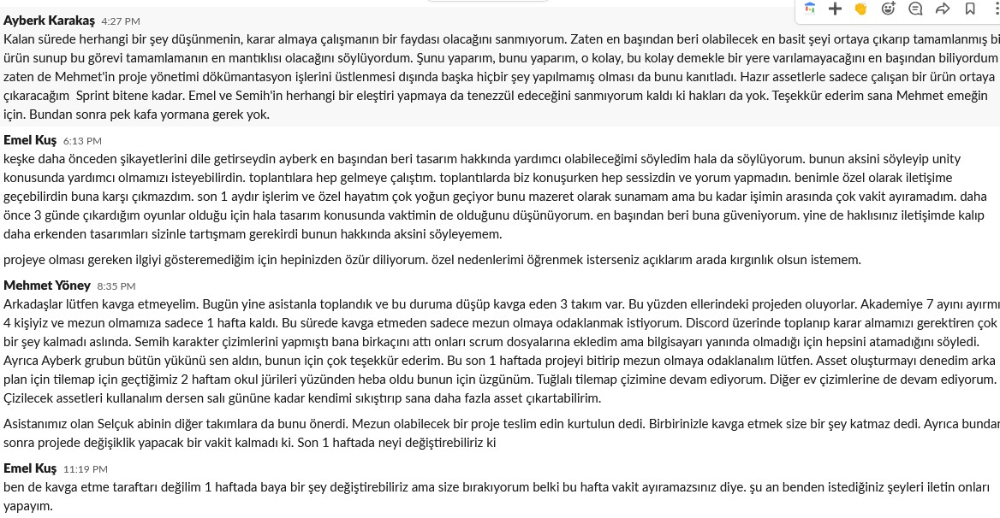 Ayberk Karakaş 4:27 PM
Kalan sürede herhangi bir şey düşünmenin, karar almaya çalışmanın bir faydası olacağını sanmıyorum. Zaten en başından beri olabilecek en basit şeyi ortaya çıkarıp tamamlanmış bi
ürün sunup bu görevi tamamlamanın en mantıklısı olacağını söylüyordum. Şunu yaparım, bunu yaparım, o kolay, bu kolay demekle bir yere varılamayacağını en başından biliyordum
zaten de Mehmet'in proje yönetimi dökümantasyon işlerini üstlenmesi dışında başka hiçbir şey yapılmamış olması da bunu kanıtladı. Hazır assetlerle sadece çalışan bir ürün ortaya
çıkaracağım  Sprint bitene kadar. Emel ve Semih'in herhangi bir eleştiri yapmaya da tenezzül edeceğini sanmıyorum kaldı ki hakları da yok. Teşekkür ederim sana Mehmet emeğin
için. Bundan sonra pek kafa yormana gerek yok.
Emel Kuş 6:13 PM
keşke daha önceden şikayetlerini dile getirseydin ayberk en başından beri tasarım hakkında yardımcı olabileceğimi söyledim hala da söylüyorum. bunun aksini söyleyip unity
konusunda yardımcı olmamızı isteyebilirdin. toplantılara hep gelmeye çalıştım. toplantılarda biz konuşurken hep sessizdin ve yorum yapmadın. benimle özel olarak iletişime
geçebilirdin buna karşı çıkmazdım. son 1 aydır işlerim ve özel hayatım çok yoğun geçiyor bunu mazeret olarak sunamam ama bu kadar işimin arasında çok vakit ayıramadım. daha
önce 3 günde çıkardığım oyunlar olduğu için hala tasarım konusunda vaktimin de olduğunu düşünüyorum. en başından beri buna güveniyorum. yine de haklısınız iletişimde kalıp
daha erkenden tasarımları sizinle tartışmam gerekirdi bunun hakkında aksini söyleyemem.
projeye olması gereken ilgiyi gösteremediğim için hepinizden özür diliyorum. özel nedenlerimi öğrenmek isterseniz açıklarım arada kırgınlık olsun istemem.
Mehmet Yöney 8:35 PM
Arkadaşlar lütfen kavga etmeyelim. Bugün yine asistanla toplandık ve bu duruma düşüp kavga eden 3 takım var. Bu yüzden ellerindeki projeden oluyorlar. Akademiye 7 ayını ayırmı
4 kişiyiz ve mezun olmamıza sadece 1 hafta kaldı. Bu sürede kavga etmeden sadece mezun olmaya odaklanmak istiyorum. Discord üzerinde toplanıp karar almamızı gerektiren çok
bir şey kalmadı aslında. Semih karakter çizimlerini yapmıştı bana birkaçını attı onları scrum dosyalarına ekledim ama bilgisayarı yanında olmadığı için hepsini atamadığını söyledi.
Ayrıca Ayberk grubun bütün yükünü sen aldın, bunun için çok teşekkür ederim. Bu son 1 haftada projeyi bitirip mezun olmaya odaklanalım lütfen. Asset oluşturmayı denedim arka
plan için tilemap için geçtiğimiz 2 haftam okul jürileri yüzünden heba oldu bunun için üzgünüm. Tuğlalı tilemap çizimine devam ediyorum. Diğer ev çizimlerine de devam ediyorum.
Çizilecek assetleri kullanalım dersen salı gününe kadar kendimi sıkıştırıp sana daha fazla asset çıkartabilirim.
Asistanımız olan Selçuk abinin diğer takımlara da bunu önerdi. Mezun olabilecek bir proje teslim edin kurtulun dedi. Birbirinizle kavga etmek size bir şey katmaz dedi. Ayrıca bundan
sonra projede değişiklik yapacak bir vakit kalmadı ki. Son 1 haftada neyi değiştirebiliriz ki
Emel Kuş 11:19 PM
ben de kavga etme taraftarı değilim 1 haftada baya bir şey değiştirebiliriz ama size bırakıyorum belki bu hafta vakit ayıramazsınız diye. şu an benden istediğiniz şeyleri iletin onları
yapayım.